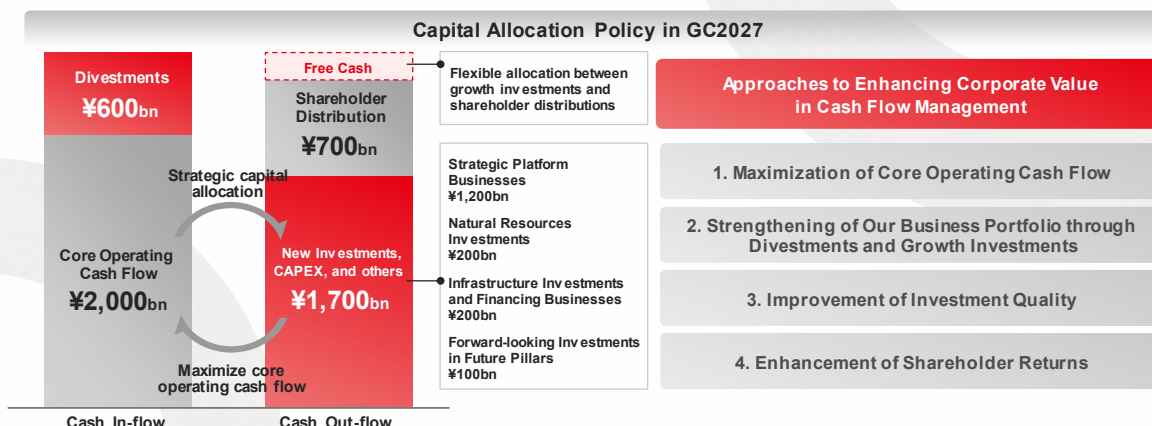 Capital Allocation Policy in GC2027
Divestments
¥600bn
Core Operating
Cash Flow
¥2,000bn
Cash In-flow
Strategic capital
allocation
Maximize core
operating cash flow
Free Cash
Shareholder
Distribution
¥700bn
New Investments,
CAPEX, and others
¥1,700bn
Cash Out-flow
Flexible allocation between
growth investments and
shareholder distributions
Strategic Platform
Businesses
¥1,200bn
Natural Resources
Investments
¥200bn
Infrastructure Investments
and Financing Businesses
¥200bn
Forward-looking Investments
in Future Pillars
¥100bn
Approaches to Enhancing Corporate Value
in Cash Flow Management
1. Maximization of Core Operating Cash Flow
2. Strengthening of Our Business Portfolio through
Divestments and Growth Investments
3. Improvement of Investment Quality
4. Enhancement of Shareholder Returns